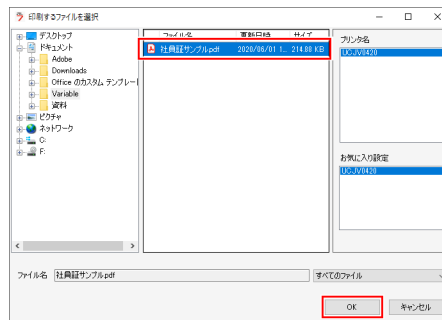 印刷するファイルを選択
デスクトップ
ドキュメント
Adobe
Downloads
Office のカスタム テンプレート
Variable
資料
ピクチャ
ネットワーク
C:
F:
ファイル名 更新日時 サイズ
社員証サンプル.pdf 2020/06/01 1... 214.88 KB
プリンタ名
UCJV0420
お気に入り設定
UCJV0420
ファイル名 社員証サンプル.pdf
すべてのファイル
OK
キャンセル